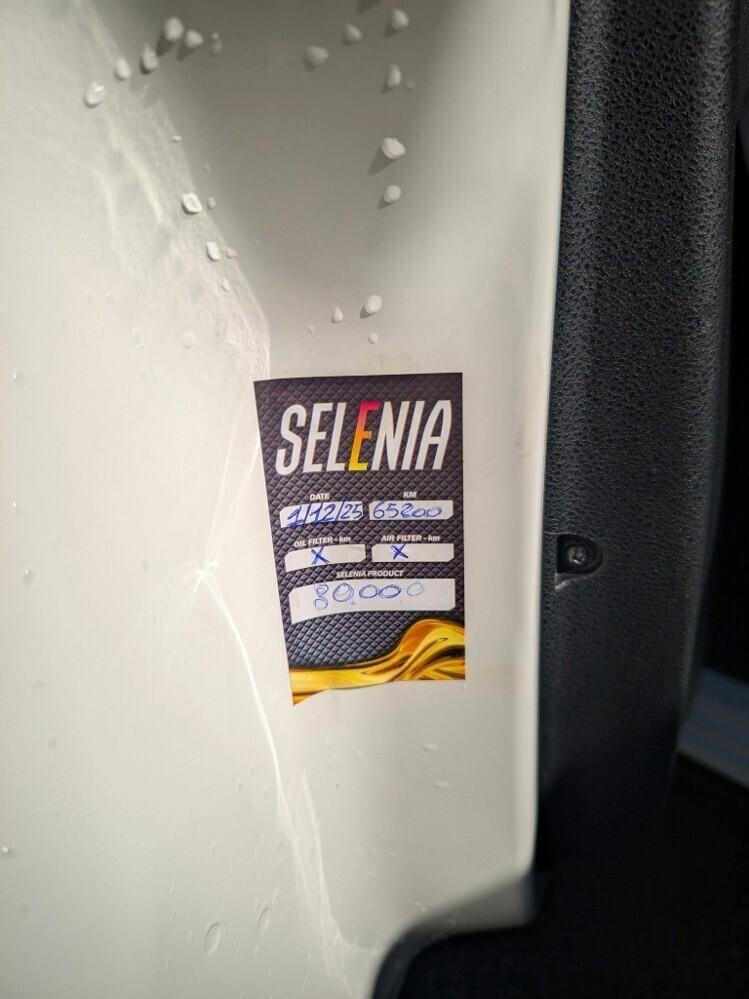 SELENIA
DATE KM
1/12/25 65200
OIL FILTER - km AIR FILTER - km
X X
SELENIA PRODUCT
80.000